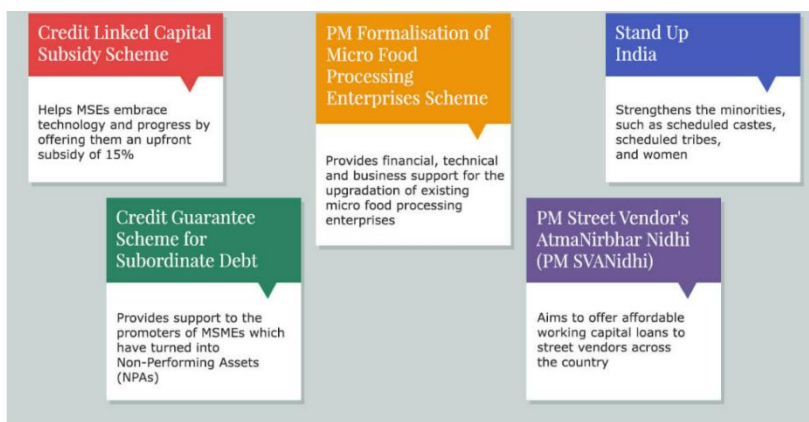 Credit Linked Capital
Subsidy Scheme
Helps MSEs embrace
technology and progress by
offering them an upfront
subsidy of 15%
PM Formalisation of
Micro Food
Processing
Enterprises Scheme
Provides financial, technical
and business support for the
upgradation of existing
micro food processing
enterprises
Stand Up
India
Strengthens the minorities,
such as scheduled castes,
scheduled tribes,
and women
Credit Guarantee
Scheme for
Subordinate Debt
Provides support to the
promoters of MSMEs which
have turned into
Non-Performing Assets
(NPAs)
PM Street Vendor's
AtmaNirbhar Nidhi
(PM SVANidhi)
Aims to offer affordable
working capital loans to
street vendors across
the country